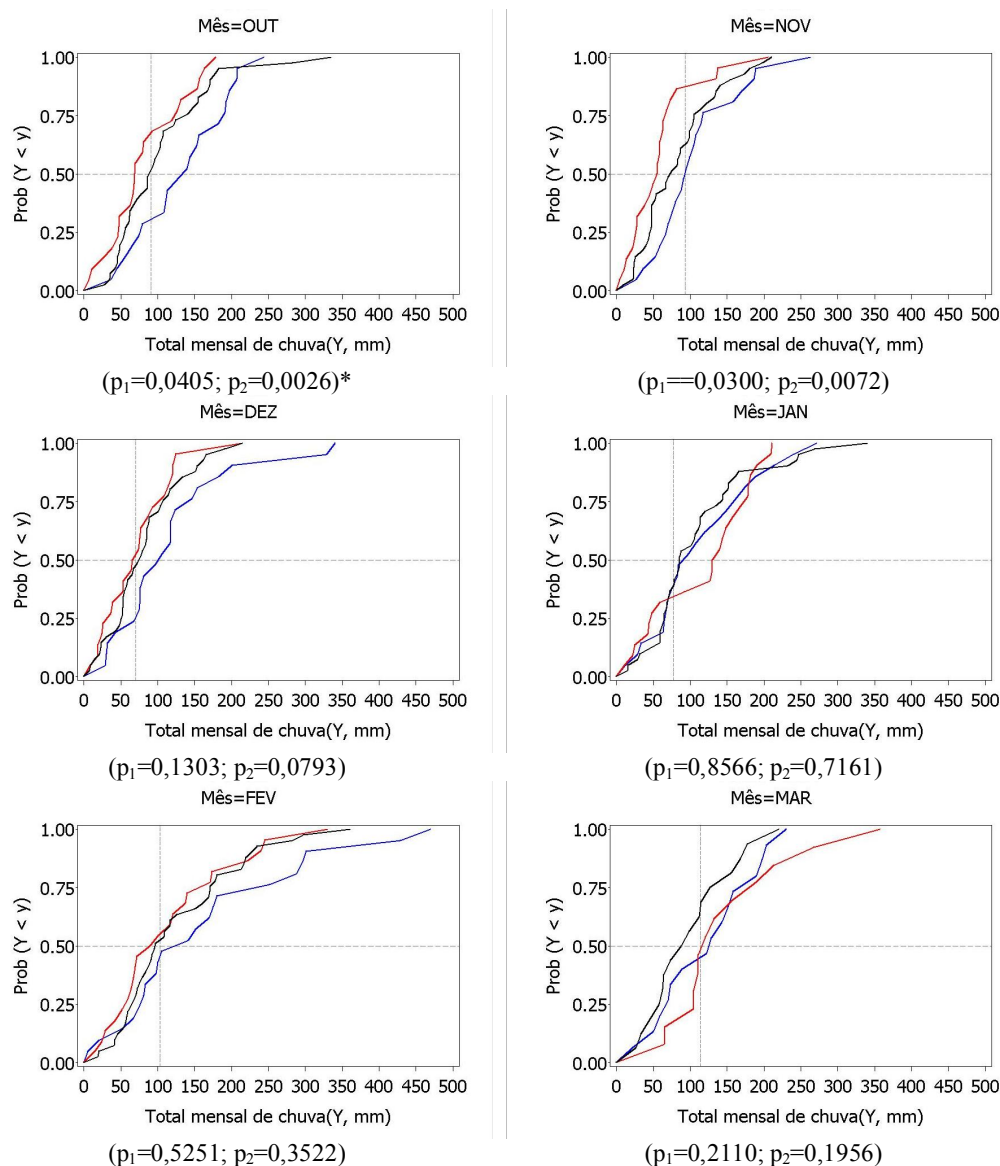 Mês=OUT
1.00
0.75
0.50
0.25
0.00
Prob (Y < y)
0 50 100 150 200 250 300 350 400 450 500
Total mensal de chuva(Y, mm)
(p₁=0,0405; p₂=0,0026)*
Mês=NOV
1.00
0.75
0.50
0.25
0.00
Prob (Y < y)
0 50 100 150 200 250 300 350 400 450 500
Total mensal de chuva(Y, mm)
(p₁==0,0300; p₂=0,0072)
Mês=DEZ
1.00
0.75
0.50
0.25
0.00
Prob (Y < y)
0 50 100 150 200 250 300 350 400 450 500
Total mensal de chuva(Y, mm)
(p₁=0,1303; p₂=0,0793)
Mês=JAN
1.00
0.75
0.50
0.25
0.00
Prob (Y < y)
0 50 100 150 200 250 300 350 400 450 500
Total mensal de chuva(Y, mm)
(p₁=0,8566; p₂=0,7161)
Mês=FEV
1.00
0.75
0.50
0.25
0.00
Prob (Y < y)
0 50 100 150 200 250 300 350 400 450 500
Total mensal de chuva(Y, mm)
(p₁=0,5251; p₂=0,3522)
Mês=MAR
1.00
0.75
0.50
0.25
0.00
Prob (Y < y)
0 50 100 150 200 250 300 350 400 450 500
Total mensal de chuva(Y, mm)
(p₁=0,2110; p₂=0,1956)